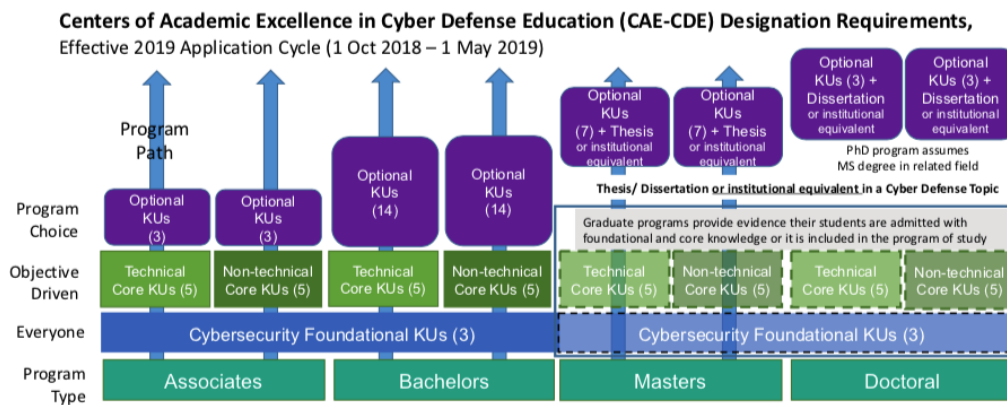 Centers of Academic Excellence in Cyber Defense Education (CAE-CDE) Designation Requirements,
Effective 2019 Application Cycle (1 Oct 2018 – 1 May 2019)
Program
Path
Optional
KUs
(3)
Optional
KUs
(3)
Optional
KUs
(14)
Optional
KUs
(14)
Optional
KUs
(7) + Thesis
or institutional
equivalent
Optional
KUs
(7) + Thesis
or institutional
equivalent
Optional
KUs (3) +
Dissertation
or institutional
equivalent
Optional
KUs (3) +
Dissertation
or institutional
equivalent
PhD program assumes
MS degree in related field
Thesis/ Dissertation or institutional equivalent in a Cyber Defense Topic
Program
Choice
Graduate programs provide evidence their students are admitted with
foundational and core knowledge or it is included in the program of study
Objective
Driven
Technical
Core KUs (5)
Non-technical
Core KUs (5)
Technical
Core KUs (5)
Non-technical
Core KUs (5)
Technical
Core KUs (5)
Non-technical
Core KUs (5)
Technical
Core KUs (5)
Non-technical
Core KUs (5)
Everyone
Cybersecurity Foundational KUs (3)
Cybersecurity Foundational KUs (3)
Program
Type
Associates
Bachelors
Masters
Doctoral